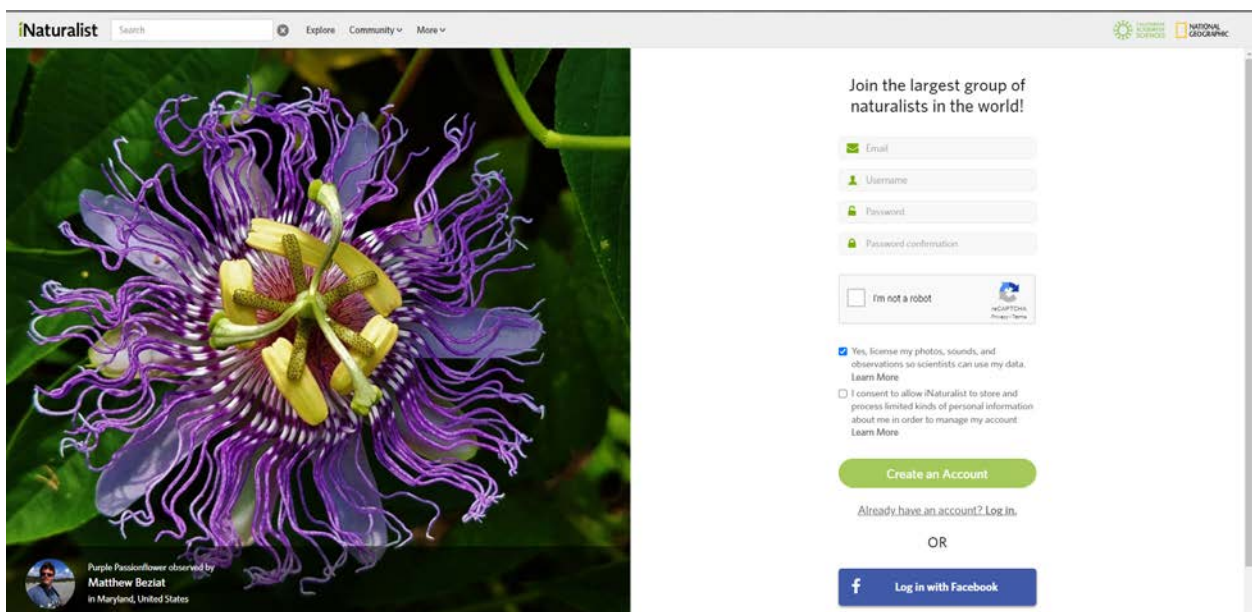 iNaturalist
Search
Explore Community More
NATIONAL
GEOGRAPHIC
Join the largest group of
naturalists in the world!
Email
Username
Password
Password confirmation
I'm not a robot
reCAPTCHA
Privacy - Terms
Yes, license my photos, sounds, and
observations so scientists can use my data.
Learn More
I consent to allow iNaturalist to store and
process limited kinds of personal information
about me in order to manage my account
Learn More
Create an Account
Already have an account? Log in.
OR
Log in with Facebook
Purple Passionflower observed by
Matthew Beziat
in Maryland, United States